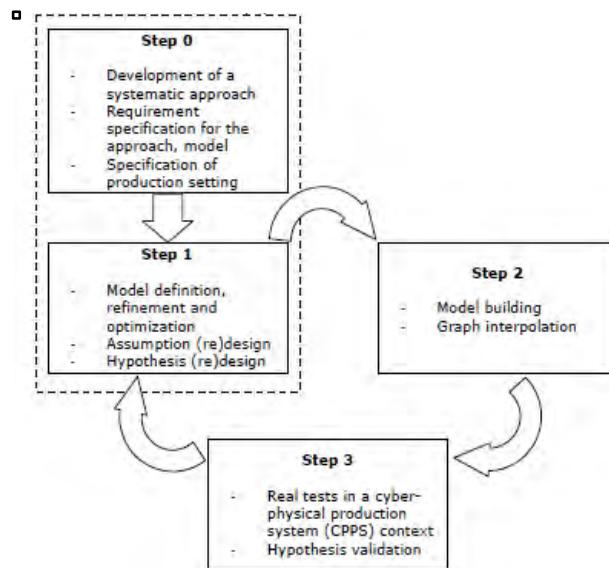 Step 0
- Development of a
systematic approach
- Requirement
specification for the
approach, model
- Specification of
production setting
Step 1
- Model definition,
refinement and
optimization
- Assumption (re)design
- Hypothesis (re)design
Step 2
- Model building
- Graph interpolation
Step 3
- Real tests in a cyber-
physical production
system (CPPS) context
- Hypothesis validation